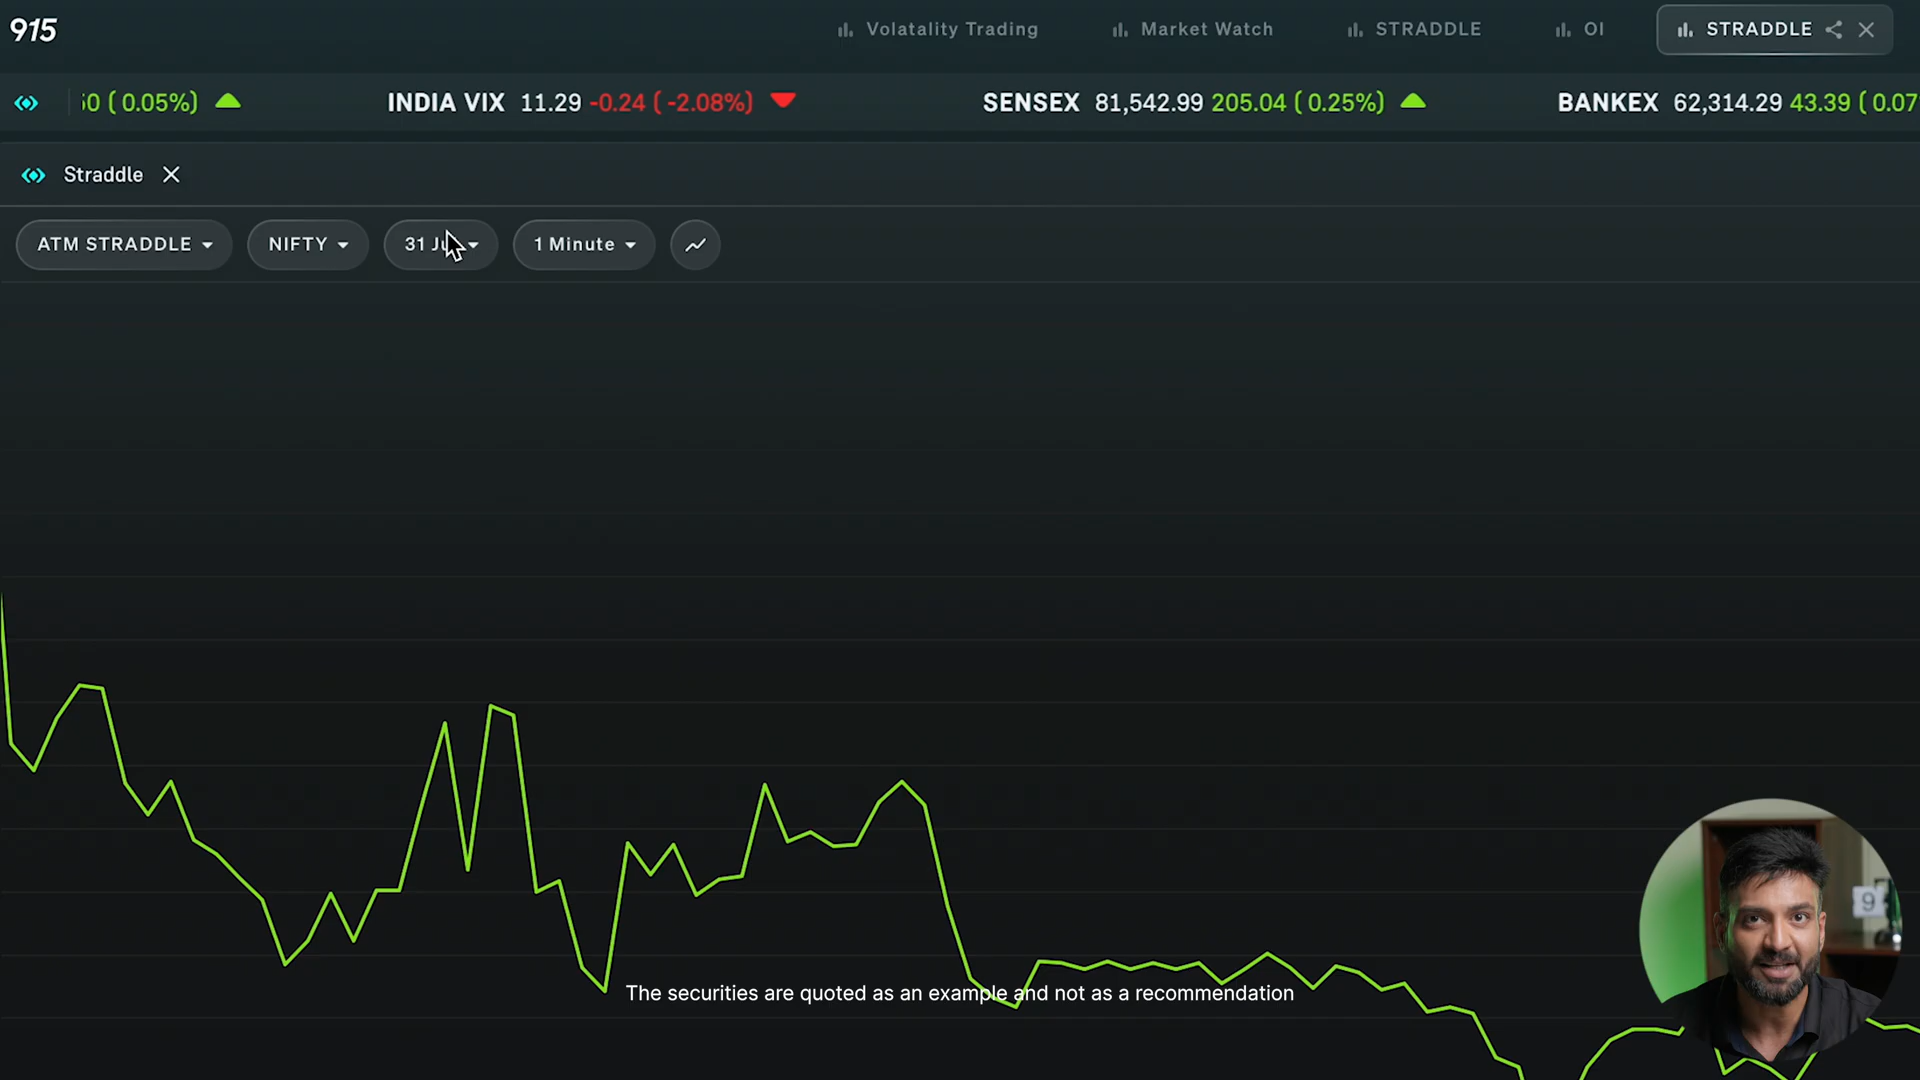 915
Volatality Trading
Market Watch
STRADDLE
OI
STRADDLE
0 ( 0.05%)
INDIA VIX 11.29 -0.24 ( -2.08%)
SENSEX 81,542.99 205.04 ( 0.25%)
BANKEX 62,314.29 43.39 ( 0.07
Straddle
ATM STRADDLE
NIFTY
31
1 Minute
The securities are quoted as an example and not as a recommendation
9